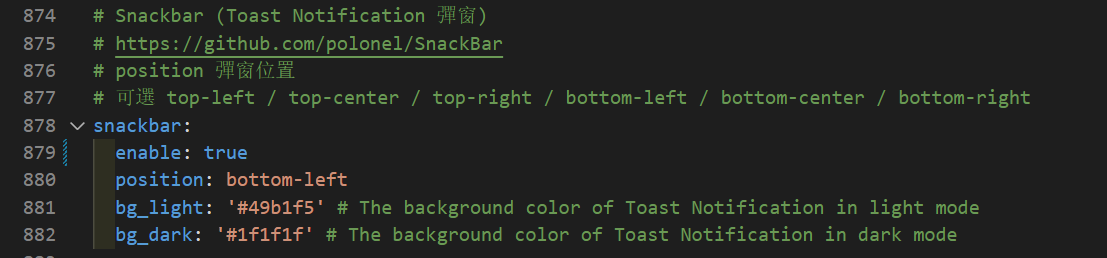 874 # Snackbar (Toast Notification 彈窗)
875 # https://github.com/polonel/SnackBar
876 # position 彈窗位置
877 # 可選 top-left / top-center / top-right / bottom-left / bottom-center / bottom-right
878 snackbar:
879 enable: true
880 position: bottom-left
881 bg_light: '#49b1f5' # The background color of Toast Notification in light mode
882 bg_dark: '#1f1f1f' # The background color of Toast Notification in dark mode